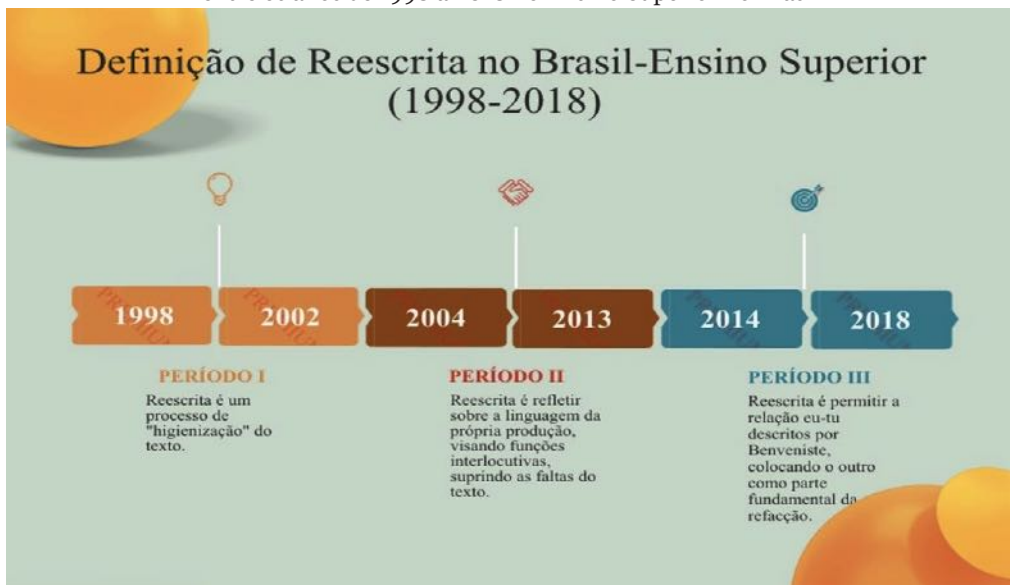 Definição de Reescrita no Brasil-Ensino Superior
(1998-2018)
1998
2002
2004
2013
2014
2018
PERÍODO I
Reescrita é um
processo de
"higienização" do
texto.
PERÍODO II
Reescrita é refletir
sobre a linguagem da
própria produção,
visando funções
interlocutivas,
suprindo as faltas do
texto.
PERÍODO III
Reescrita é permitir a
relação eu-tu
descritos por
Benveniste,
colocando o outro
como parte
fundamental da
refacção.